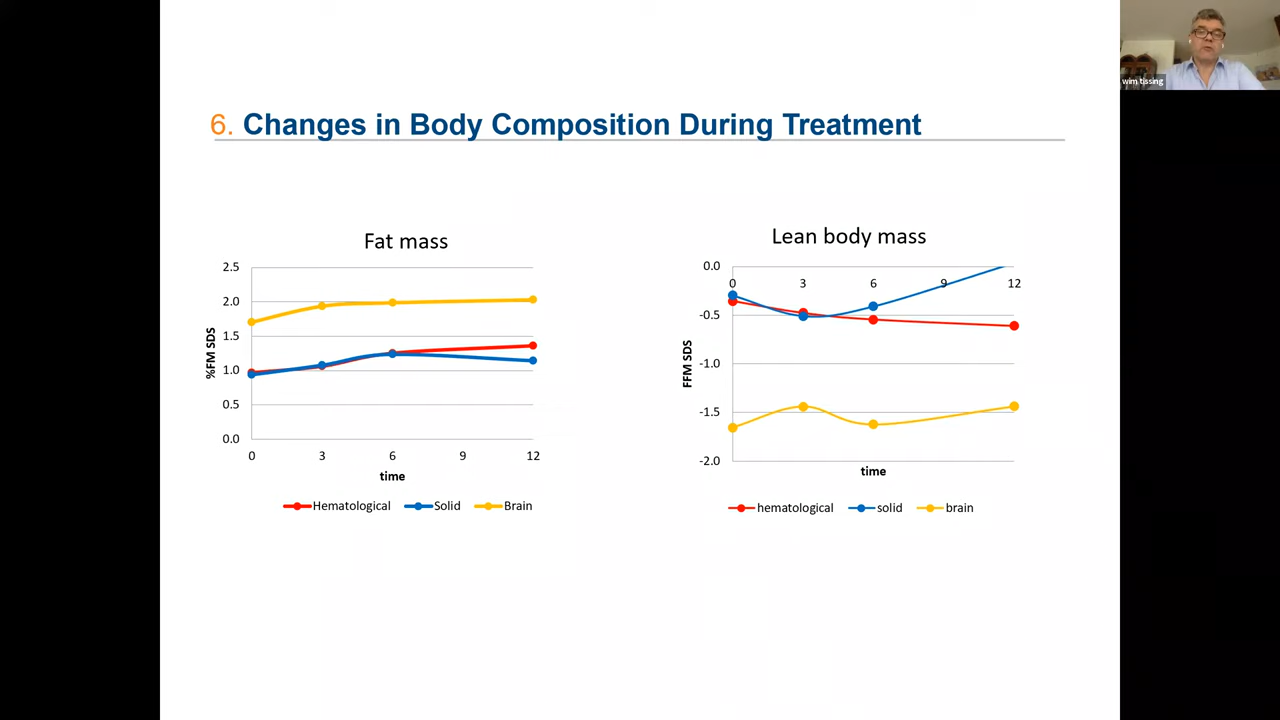 wim tissing
6. Changes in Body Composition During Treatment
Fat mass
2.5
2.0
1.5
1.0
0.5
0.0
%FM SDS
0 3 6 9 12
time
Hematological Solid Brain
Lean body mass
0.0
-0.5
-1.0
-1.5
-2.0
FFM SDS
0 3 6 9 12
time
hematological solid brain